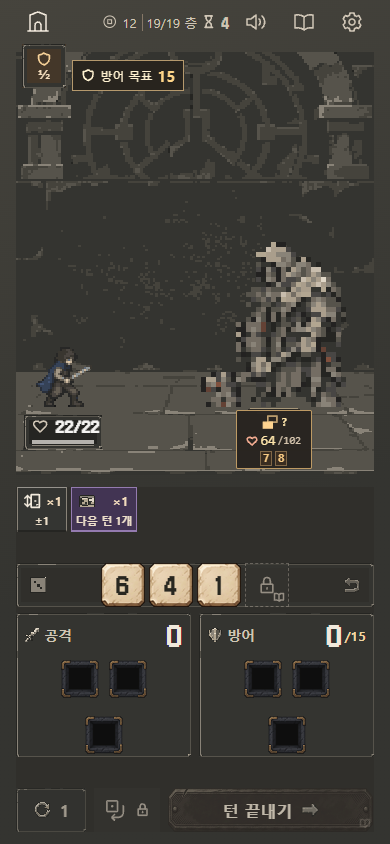 12 19/19 층 4
½
방어 목표 15
22/22
?
64/102
7 8
×1
±1
×1
다음 턴 1개
6 4 1
공격 0
방어 0/15
1
턴 끝내기